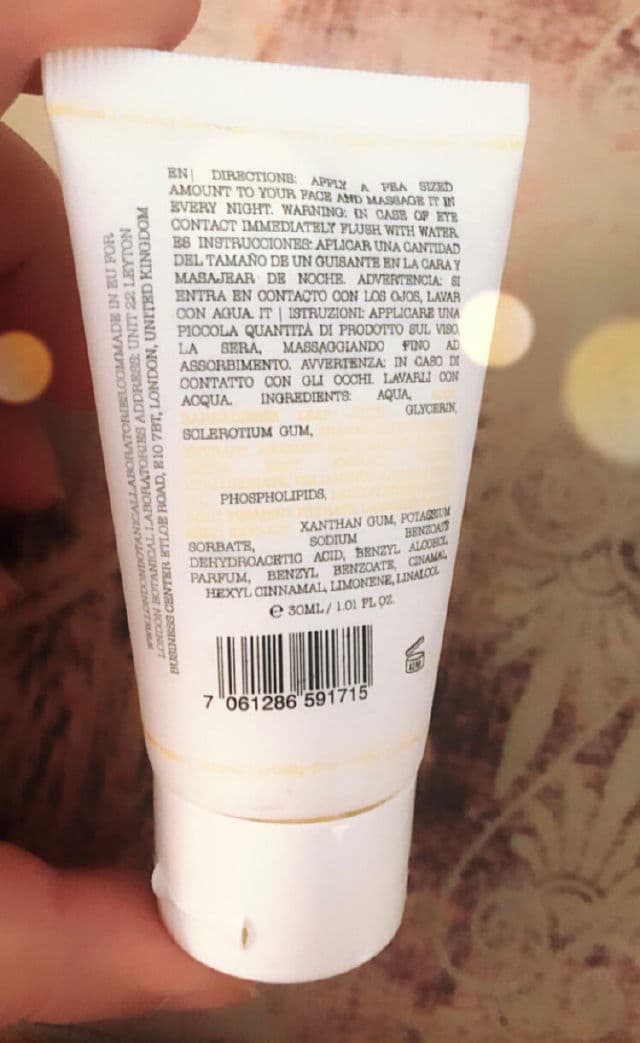 EN| DIRECTIONS: APPLY A PEA SIZED
AMOUNT TO YOUR FACE AND MASSAGE IT IN
EVERY NIGHT. WARNING: IN CASE OF EYE
CONTACT IMMEDIATELY FLUSH WITH WATER
ES INSTRUCCIONES: APLICAR UNA CANTIDAD
DEL TAMAÑO DE UN GUISANTE EN LA CARA Y
MASAJEAR DE NOCHE. ADVERTENCIA: SI
ENTRA EN CONTACTO CON LOS OJOS, LAVAR
CON AGUA. IT | ISTRUZIONI: APPLICARE UNA
PICCOLA QUANTITÀ DI PRODOTTO SUL VISO,
LA SERA, MASSAGGIANDO FINO AD
ASSORBIMENTO. AVVERTENZA: IN CASO DI
CONTATTO CON GLI OCCHI. LAVARLI CON
ACQUA. INGREDIENTS: AQUA,
GLYCERIN,
SCLEROTIUM GUM,
PHOSPHOLIPIDS,
XANTHAN GUM, POTASSIUM
SORBATE, SODIUM BENZOATE
DEHYDROACETIC ACID, BENZYL ALCOHOL
PARFUM, BENZYL BENZOATE, CINAMAL,
HEXYL CINNAMAL, LIMONENE, LINALOOL
e 30ML / 1.01 FL OZ.
7 061286 591715
WWW.LONDONBOTANICALLABORATORIES.COMMADE IN EU FOR,
LONDON BOTANICAL LABORATORIES ADDRESS: UNIT 22 LEYTON
BUSINESS CENTER ETLOE ROAD, E10 7BT, LONDON, UNITED KINGDOM